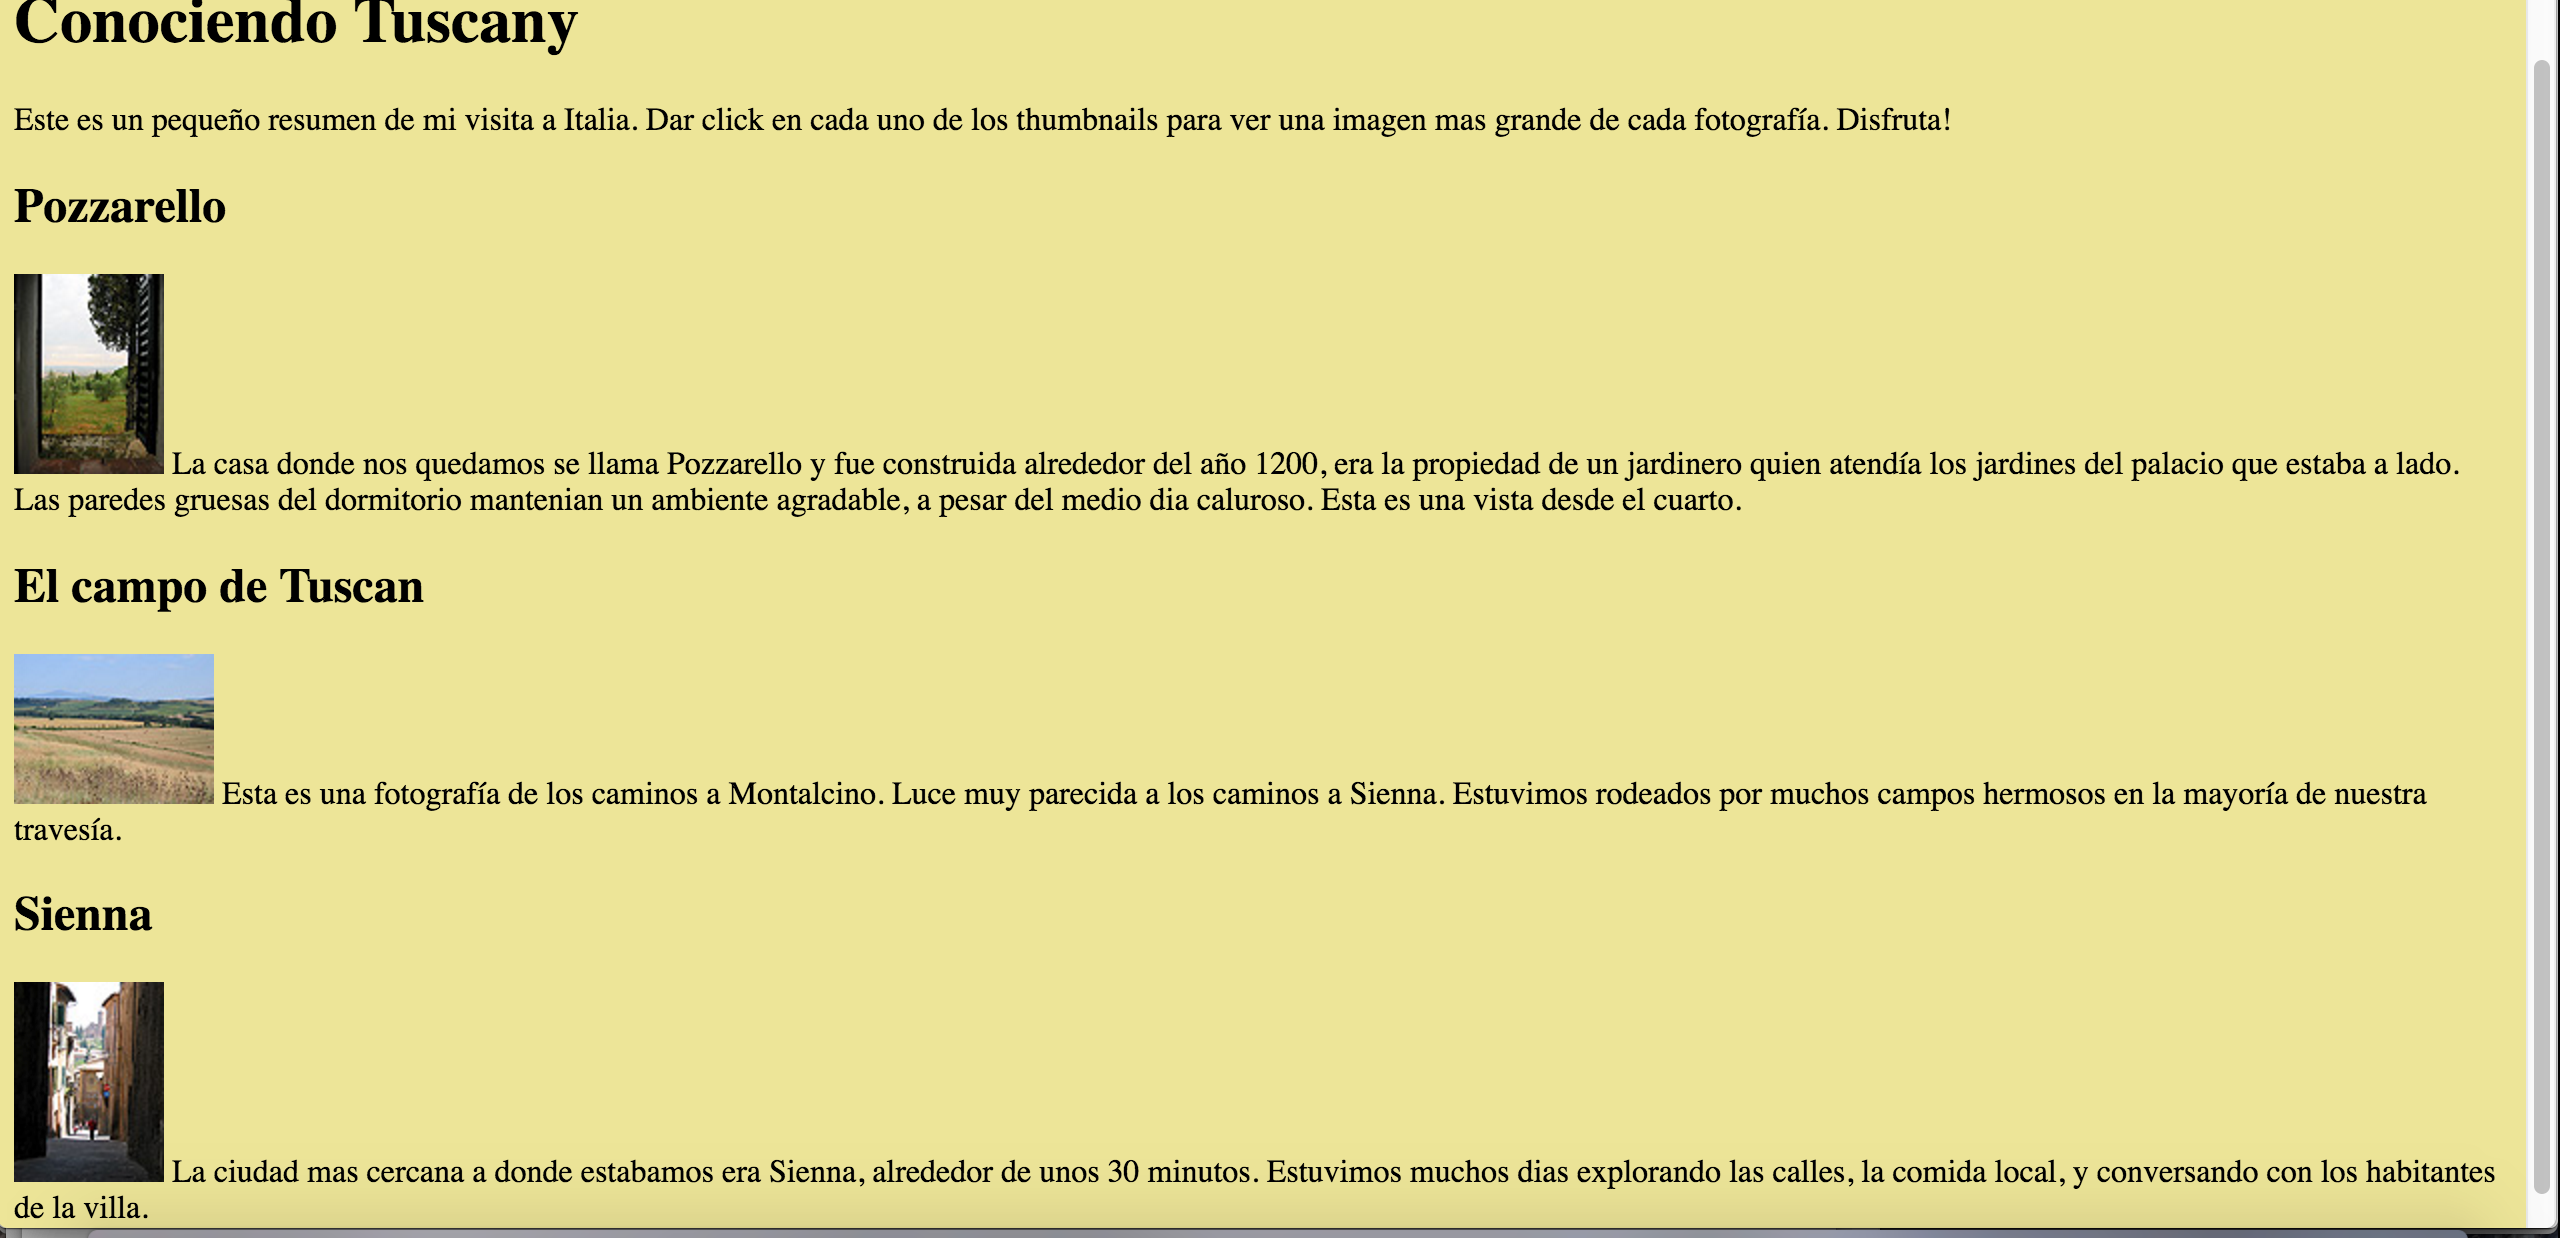 Conociendo Tuscany
Este es un pequeño resumen de mi visita a Italia. Dar click en cada uno de los thumbnails para ver una imagen mas grande de cada fotografía. Disfruta!
Pozzarello
La casa donde nos quedamos se llama Pozzarello y fue construida alrededor del año 1200, era la propiedad de un jardinero quien atendía los jardines del palacio que estaba a lado.
Las paredes gruesas del dormitorio mantenian un ambiente agradable, a pesar del medio dia caluroso. Esta es una vista desde el cuarto.
El campo de Tuscan
Esta es una fotografía de los caminos a Montalcino. Luce muy parecida a los caminos a Sienna. Estuvimos rodeados por muchos campos hermosos en la mayoría de nuestra
travesía.
Sienna
La ciudad mas cercana a donde estabamos era Sienna, alrededor de unos 30 minutos. Estuvimos muchos dias explorando las calles, la comida local, y conversando con los habitantes
de la villa.